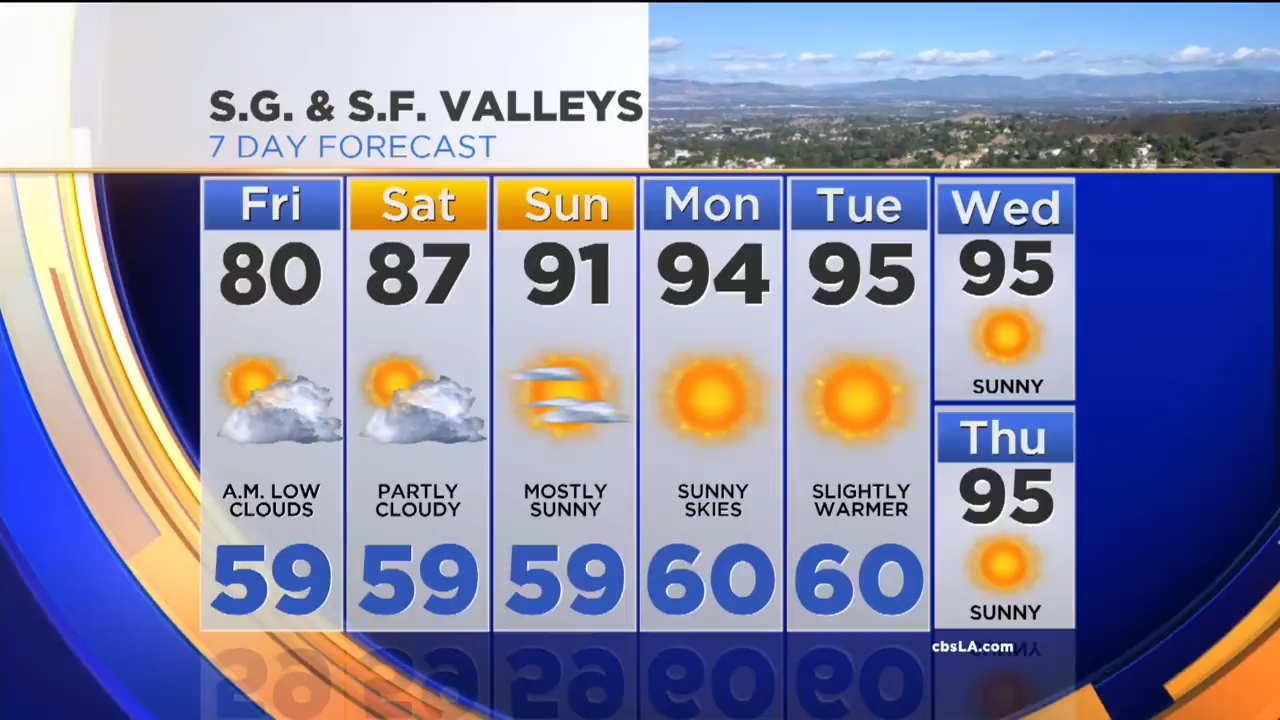 S.G. & S.F. VALLEYS
7 DAY FORECAST
Fri
80
A.M. LOW
CLOUDS
59
Sat
87
PARTLY
CLOUDY
59
Sun
91
MOSTLY
SUNNY
59
Mon
94
SUNNY
SKIES
60
Tue
95
SLIGHTLY
WARMER
60
Wed
95
SUNNY
Thu
95
SUNNY
cbsLA.com